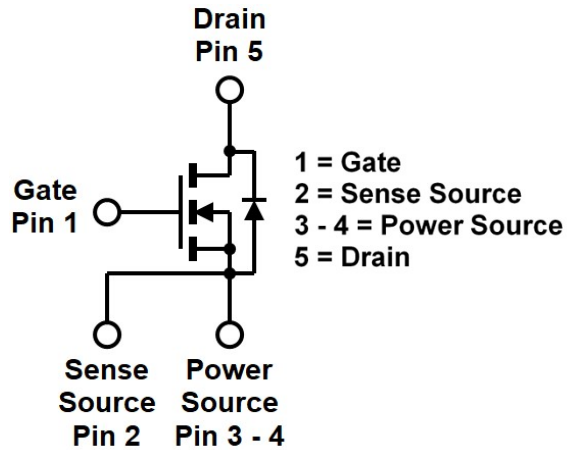 Drain
Pin 5
Gate
Pin 1
1 = Gate
2 = Sense Source
3 - 4 = Power Source
5 = Drain
Sense
Source
Pin 2
Power
Source
Pin 3 - 4